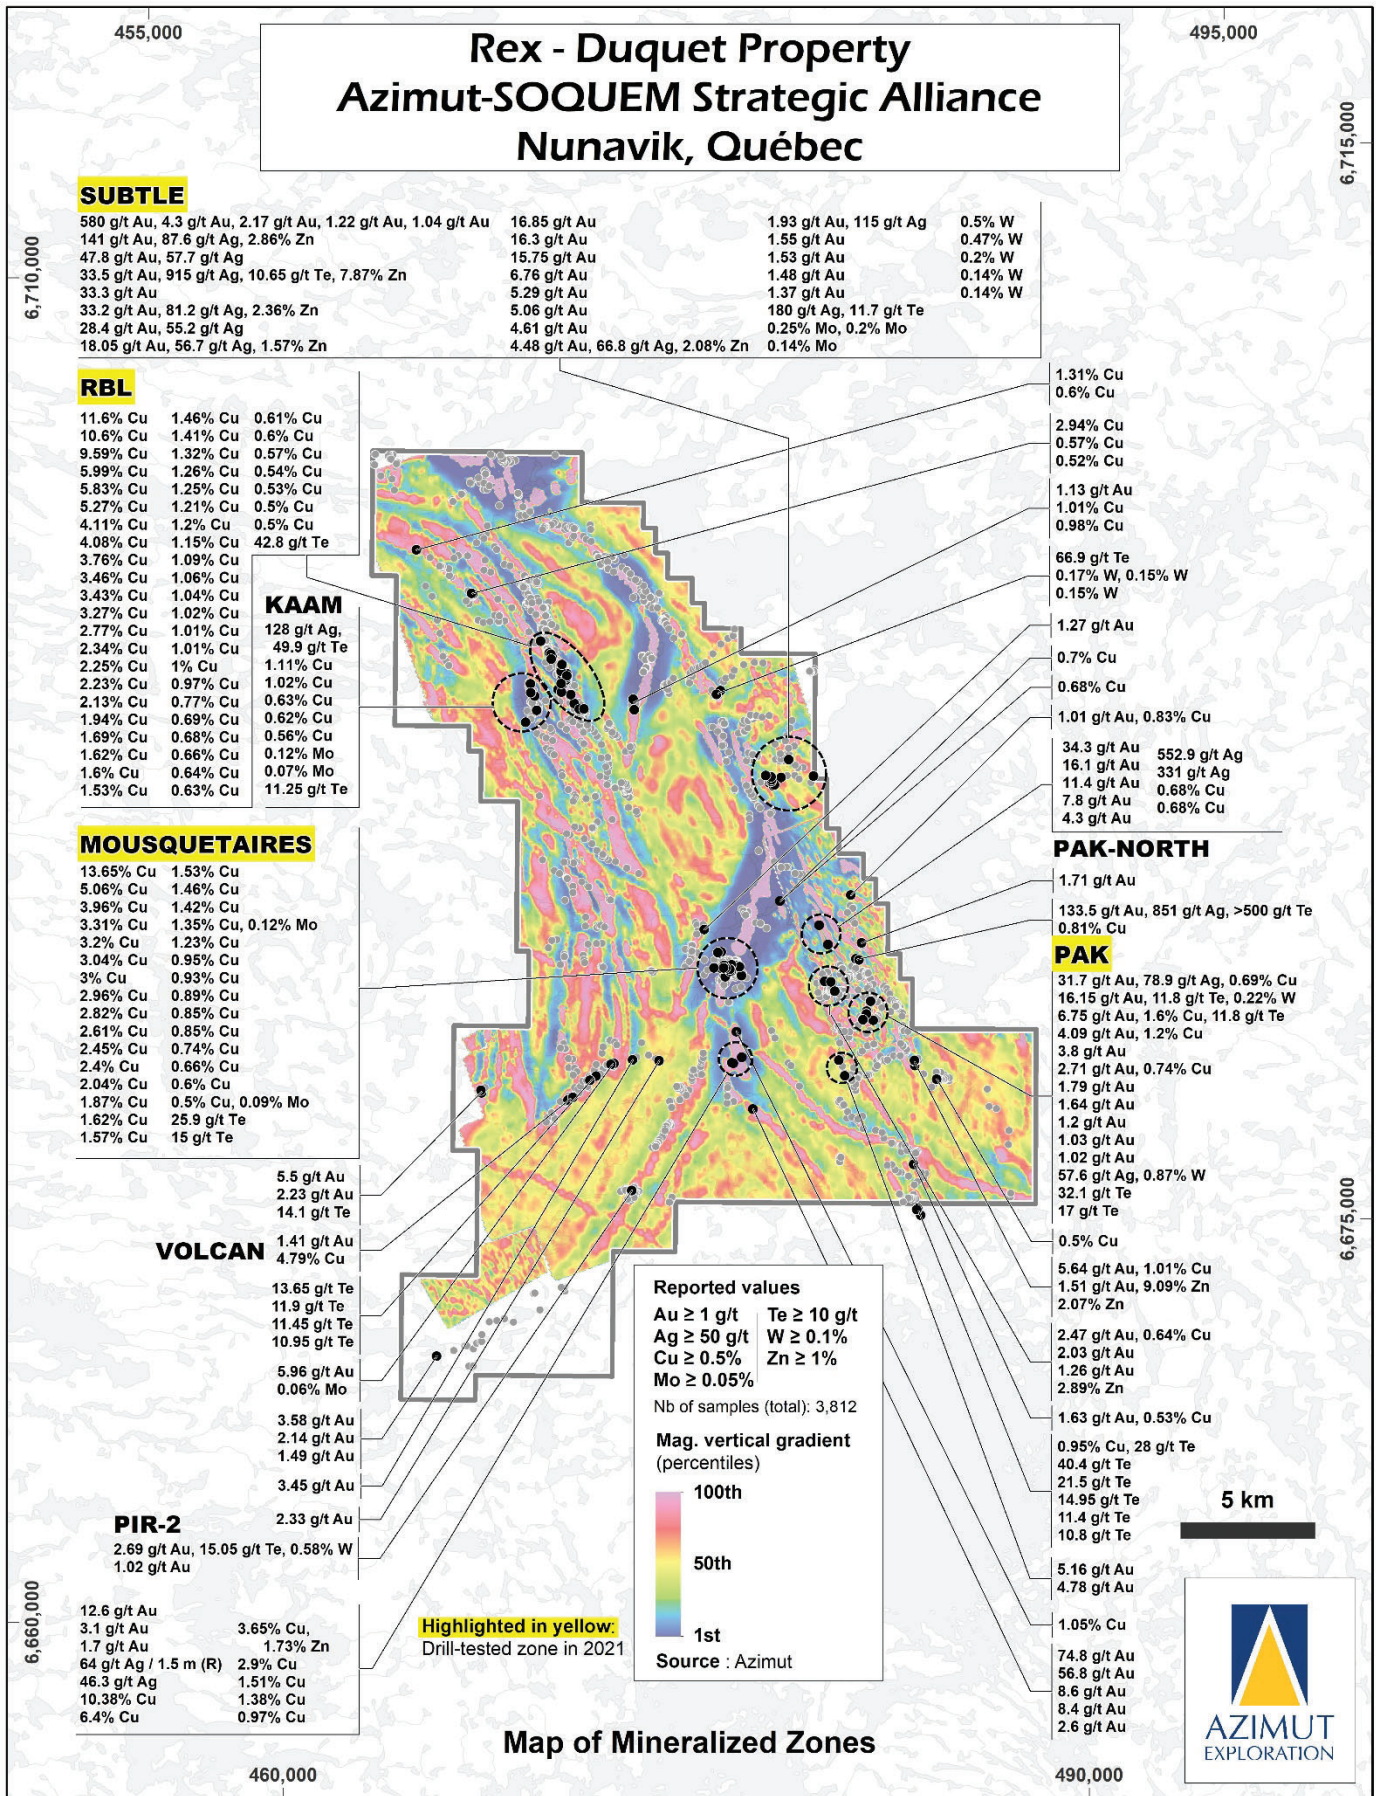 455,000
495,000
Rex - Duquet Property
Azimut-SOQUEM Strategic Alliance
Nunavik, Québec
6,715,000
6,710,000
SUBTLE
580 g/t Au, 4.3 g/t Au, 2.17 g/t Au, 1.22 g/t Au, 1.04 g/t Au
141 g/t Au, 87.6 g/t Ag, 2.86% Zn
47.8 g/t Au, 57.7 g/t Ag
33.5 g/t Au, 915 g/t Ag, 10.65 g/t Te, 7.87% Zn
33.3 g/t Au
33.2 g/t Au, 81.2 g/t Ag, 2.36% Zn
28.4 g/t Au, 55.2 g/t Ag
18.05 g/t Au, 56.7 g/t Ag, 1.57% Zn
16.85 g/t Au
16.3 g/t Au
15.75 g/t Au
6.76 g/t Au
5.29 g/t Au
5.06 g/t Au
4.61 g/t Au
4.48 g/t Au, 66.8 g/t Ag, 2.08% Zn
1.93 g/t Au, 115 g/t Ag
1.55 g/t Au
1.53 g/t Au
1.48 g/t Au
1.37 g/t Au
180 g/t Ag, 11.7 g/t Te
0.25% Mo, 0.2% Mo
0.14% Mo
0.5% W
0.47% W
0.2% W
0.14% W
0.14% W
RBL
11.6% Cu
10.6% Cu
9.59% Cu
5.99% Cu
5.83% Cu
5.27% Cu
4.11% Cu
4.08% Cu
3.76% Cu
3.46% Cu
3.43% Cu
3.27% Cu
2.77% Cu
2.34% Cu
2.25% Cu
2.23% Cu
2.13% Cu
1.94% Cu
1.69% Cu
1.62% Cu
1.6% Cu
1.53% Cu
1.46% Cu
1.41% Cu
1.32% Cu
1.26% Cu
1.25% Cu
1.21% Cu
1.2% Cu
1.15% Cu
1.09% Cu
1.06% Cu
1.04% Cu
1.02% Cu
1.01% Cu
1.01% Cu
1% Cu
0.97% Cu
0.77% Cu
0.69% Cu
0.68% Cu
0.66% Cu
0.64% Cu
0.63% Cu
0.61% Cu
0.6% Cu
0.57% Cu
0.54% Cu
0.53% Cu
0.5% Cu
0.5% Cu
42.8 g/t Te
KAAM
128 g/t Ag,
49.9 g/t Te
1.11% Cu
1.02% Cu
0.63% Cu
0.62% Cu
0.56% Cu
0.12% Mo
0.07% Mo
11.25 g/t Te
MOUSQUETAIRES
13.65% Cu
5.06% Cu
3.96% Cu
3.31% Cu
3.2% Cu
3.04% Cu
3% Cu
2.96% Cu
2.82% Cu
2.61% Cu
2.45% Cu
2.4% Cu
2.04% Cu
1.87% Cu
1.62% Cu
1.57% Cu
1.53% Cu
1.46% Cu
1.42% Cu
1.35% Cu, 0.12% Mo
1.23% Cu
0.95% Cu
0.93% Cu
0.89% Cu
0.85% Cu
0.85% Cu
0.74% Cu
0.66% Cu
0.6% Cu
0.5% Cu, 0.09% Mo
25.9 g/t Te
15 g/t Te
5.5 g/t Au
2.23 g/t Au
14.1 g/t Te
VOLCAN
1.41 g/t Au
4.79% Cu
13.65 g/t Te
11.9 g/t Te
11.45 g/t Te
10.95 g/t Te
5.96 g/t Au
0.06% Mo
3.58 g/t Au
2.14 g/t Au
1.49 g/t Au
3.45 g/t Au
2.33 g/t Au
PIR-2
2.69 g/t Au, 15.05 g/t Te, 0.58% W
1.02 g/t Au
12.6 g/t Au
3.1 g/t Au
1.7 g/t Au
64 g/t Ag / 1.5 m (R)
46.3 g/t Ag
10.38% Cu
6.4% Cu
3.65% Cu,
1.73% Zn
2.9% Cu
1.51% Cu
1.38% Cu
0.97% Cu
1.31% Cu
0.6% Cu
2.94% Cu
0.57% Cu
0.52% Cu
1.13 g/t Au
1.01% Cu
0.98% Cu
66.9 g/t Te
0.17% W, 0.15% W
0.15% W
1.27 g/t Au
0.7% Cu
0.68% Cu
1.01 g/t Au, 0.83% Cu
34.3 g/t Au
16.1 g/t Au
11.4 g/t Au
7.8 g/t Au
4.3 g/t Au
552.9 g/t Ag
331 g/t Ag
0.68% Cu
0.68% Cu
PAK-NORTH
1.71 g/t Au
133.5 g/t Au, 851 g/t Ag, >500 g/t Te
0.81% Cu
PAK
31.7 g/t Au, 78.9 g/t Ag, 0.69% Cu
16.15 g/t Au, 11.8 g/t Te, 0.22% W
6.75 g/t Au, 1.6% Cu, 11.8 g/t Te
4.09 g/t Au, 1.2% Cu
3.8 g/t Au
2.71 g/t Au, 0.74% Cu
1.79 g/t Au
1.64 g/t Au
1.2 g/t Au
1.03 g/t Au
1.02 g/t Au
57.6 g/t Ag, 0.87% W
32.1 g/t Te
17 g/t Te
6,675,000
0.5% Cu
5.64 g/t Au, 1.01% Cu
1.51 g/t Au, 9.09% Zn
2.07% Zn
2.47 g/t Au, 0.64% Cu
2.03 g/t Au
1.26 g/t Au
2.89% Zn
1.63 g/t Au, 0.53% Cu
0.95% Cu, 28 g/t Te
40.4 g/t Te
21.5 g/t Te
14.95 g/t Te
11.4 g/t Te
10.8 g/t Te
5.16 g/t Au
4.78 g/t Au
1.05% Cu
74.8 g/t Au
56.8 g/t Au
8.6 g/t Au
8.4 g/t Au
2.6 g/t Au
Reported values
Au ≥ 1 g/t
Ag ≥ 50 g/t
Cu ≥ 0.5%
Mo ≥ 0.05%
Te ≥ 10 g/t
W ≥ 0.1%
Zn ≥ 1%
Nb of samples (total): 3,812
Mag. vertical gradient
(percentiles)
100th
50th
1st
Source : Azimut
Highlighted in yellow:
Drill-tested zone in 2021
5 km
6,660,000
Map of Mineralized Zones
AZIMUT
EXPLORATION
460,000
490,000